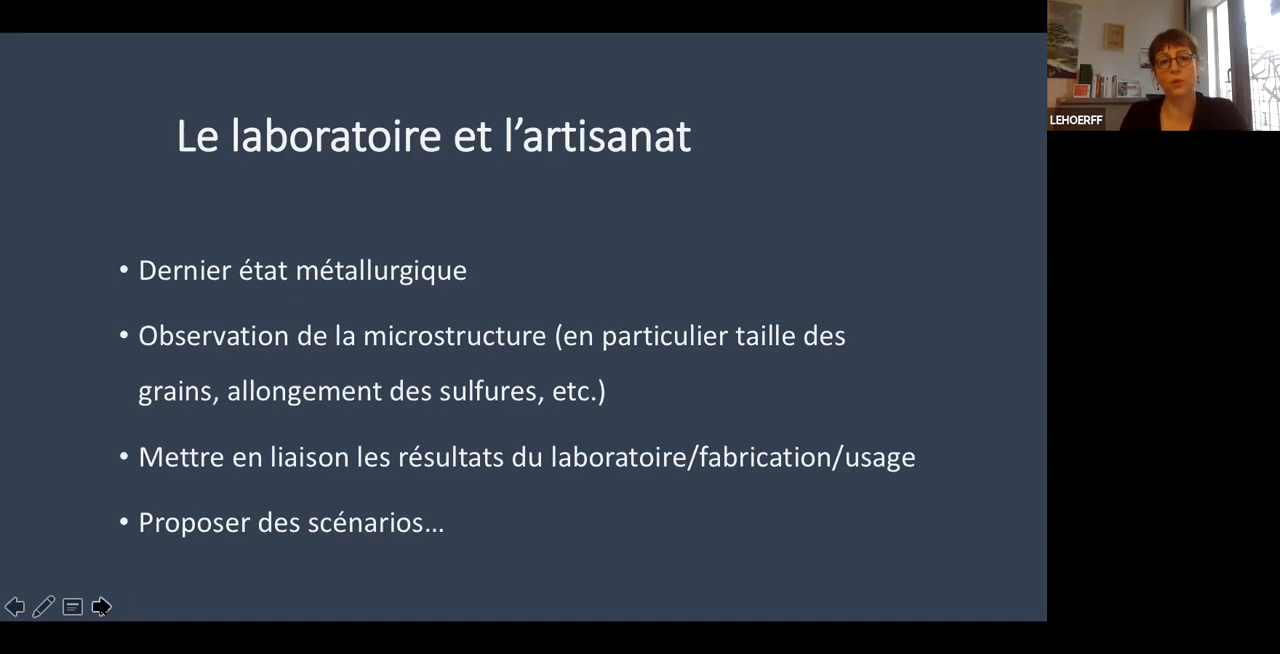 Le laboratoire et l’artisanat
LEHOERFF
• Dernier état métallurgique
• Observation de la microstructure (en particulier taille des
grains, allongement des sulfures, etc.)
• Mettre en liaison les résultats du laboratoire/fabrication/usage
• Proposer des scénarios…